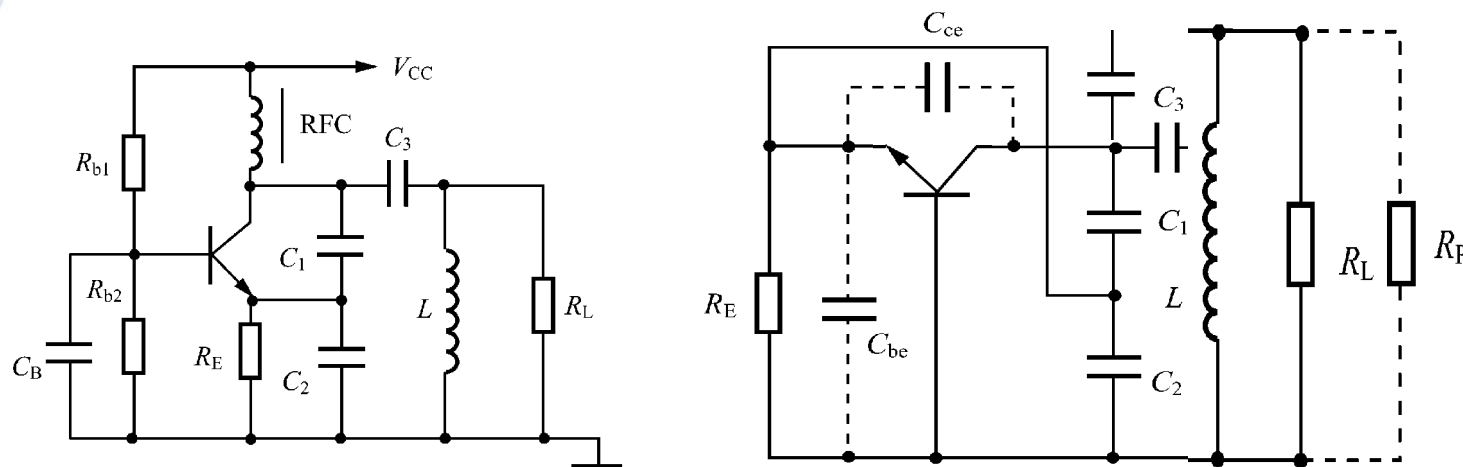 V_CC
RFC
C_3
R_b1
C_1
R_b2
L
R_L
R_E
C_B
C_2
C_ce
C_3
C_1
R_L
R_E
L
C_be
C_2